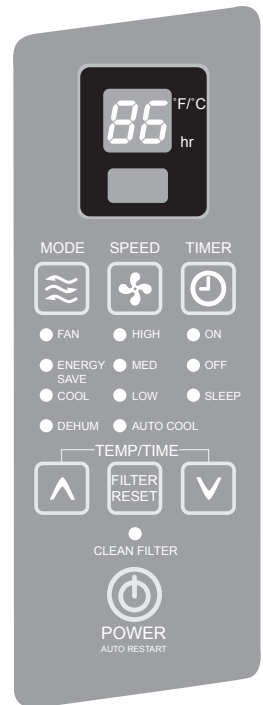 86
°F/°C
hr
MODE SPEED TIMER
FAN HIGH ON
ENERGY SAVE MED OFF
COOL LOW SLEEP
DEHUM AUTO COOL
TEMP/TIME
FILTER
RESET
CLEAN FILTER
POWER
AUTO RESTART